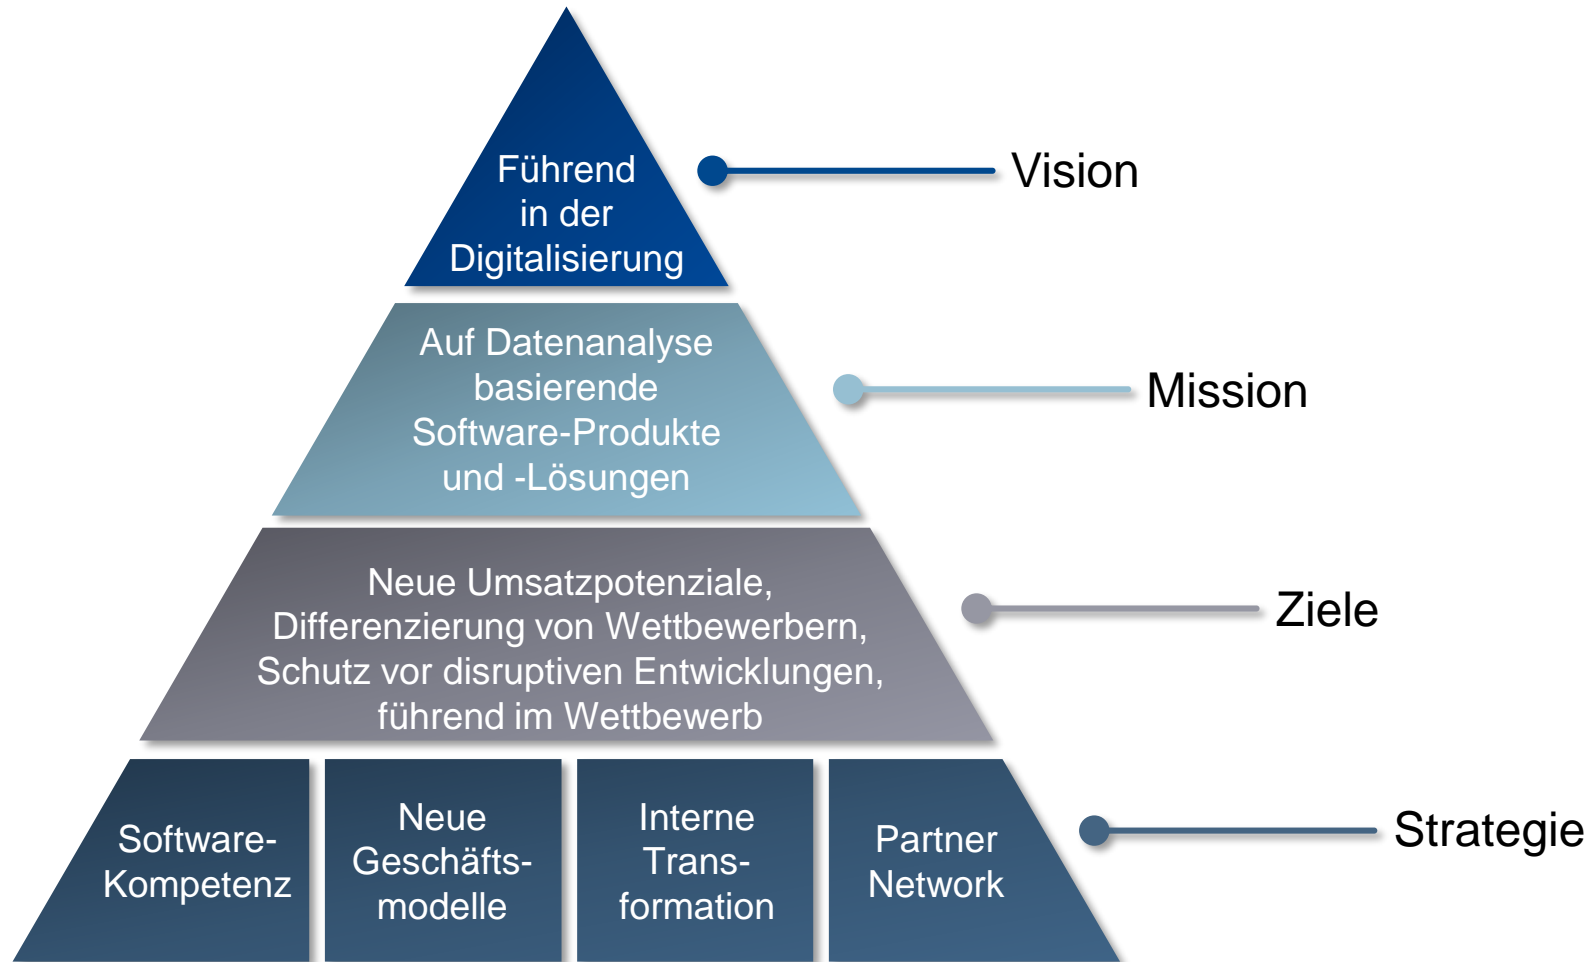 Führend
in der
Digitalisierung
Vision
Auf Datenanalyse
basierende
Software-Produkte
und -Lösungen
Mission
Neue Umsatzpotenziale,
Differenzierung von Wettbewerbern,
Schutz vor disruptiven Entwicklungen,
führend im Wettbewerb
Ziele
Software-
Kompetenz
Neue
Geschäfts-
modelle
Interne
Trans-
formation
Partner
Network
Strategie